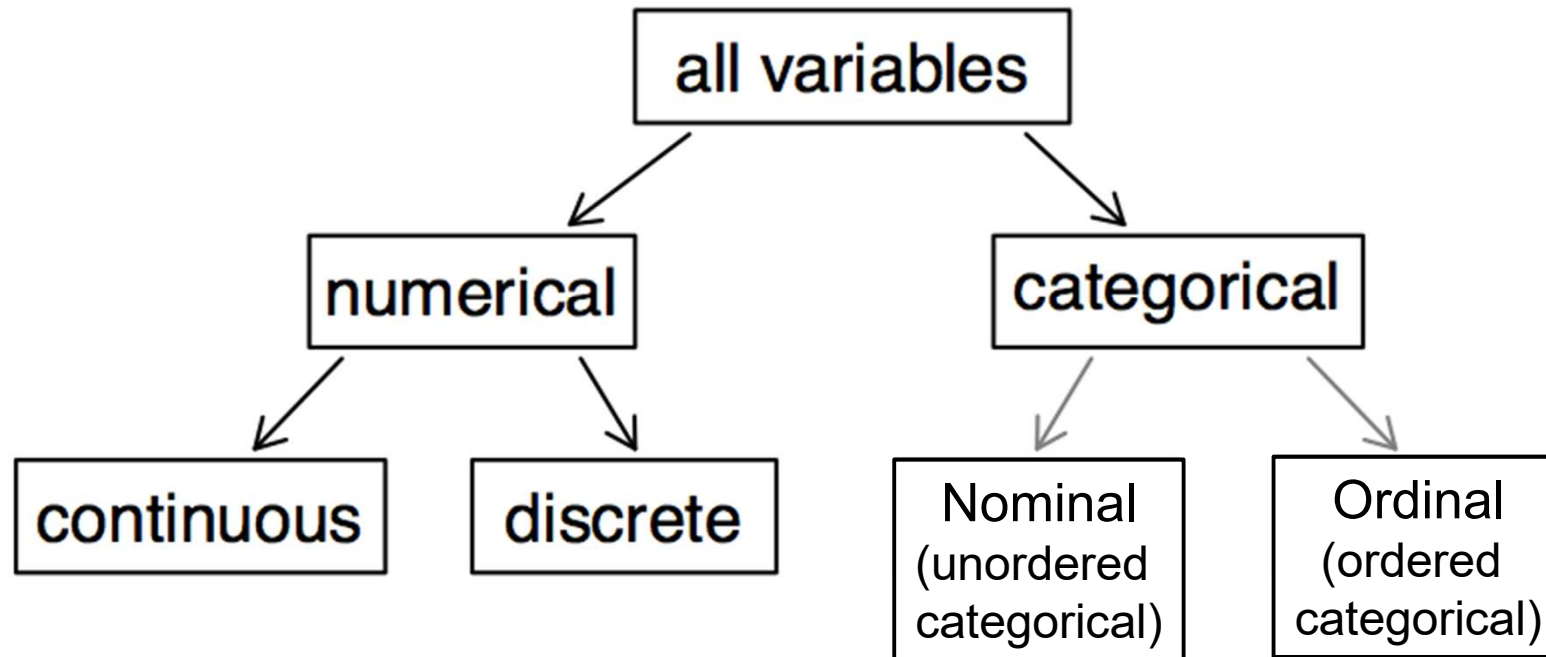 all variables
numerical
categorical
continuous
discrete
Nominal
(unordered
categorical)
Ordinal
(ordered
categorical)